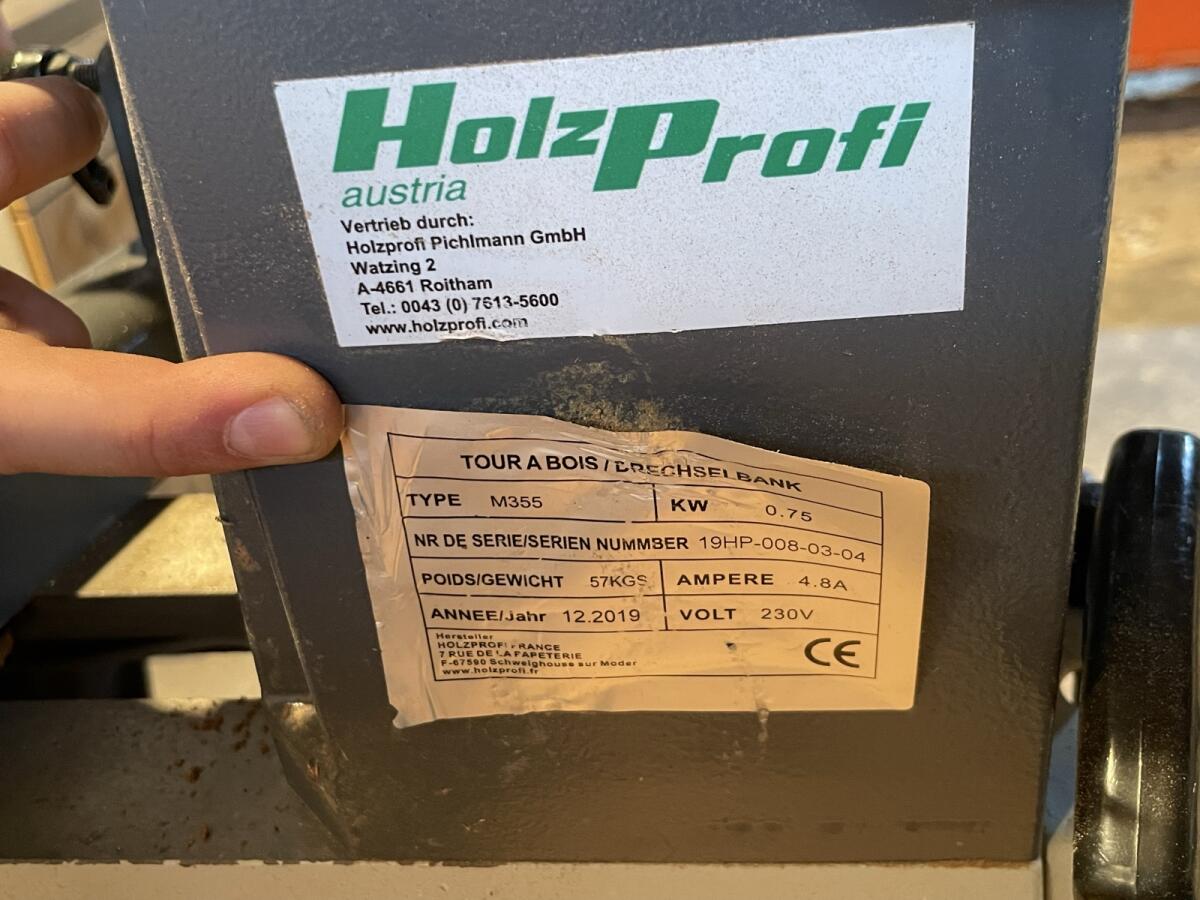 HolzProfi
austria
Vertrieb durch:
Holzprofi Pichlmann GmbH
Watzing 2
A-4661 Roitham
Tel.: 0043 (0) 7613-5600
www.holzprofi.com
TOUR A BOIS / DRECHSELBANK
TYPE M355 KW 0.75
NR DE SERIE/SERIEN NUMMBER 19HP-008-03-04
POIDS/GEWICHT 57KGS AMPERE 4.8A
ANNEE/Jahr 12.2019 VOLT 230V
Hersteller
HOLZPROFI FRANCE
7 RUE DE LA PAPETERIE
F-67590 Schweighouse sur Moder
www.holzprofi.fr
CE